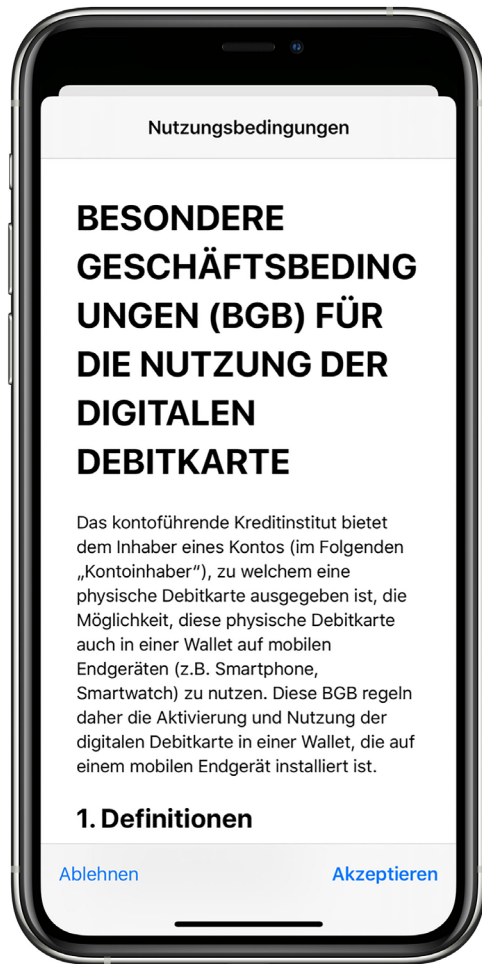 Nutzungsbedingungen
BESONDERE
GESCHÄFTSBEDING
UNGEN (BGB) FÜR
DIE NUTZUNG DER
DIGITALEN
DEBITKARTE
Das kontoführende Kreditinstitut bietet
dem Inhaber eines Kontos (im Folgenden
„Kontoinhaber“), zu welchem eine
physische Debitkarte ausgegeben ist, die
Möglichkeit, diese physische Debitkarte
auch in einer Wallet auf mobilen
Endgeräten (z.B. Smartphone,
Smartwatch) zu nutzen. Diese BGB regeln
daher die Aktivierung und Nutzung der
digitalen Debitkarte in einer Wallet, die auf
einem mobilen Endgerät installiert ist.
1. Definitionen
Ablehnen
Akzeptieren